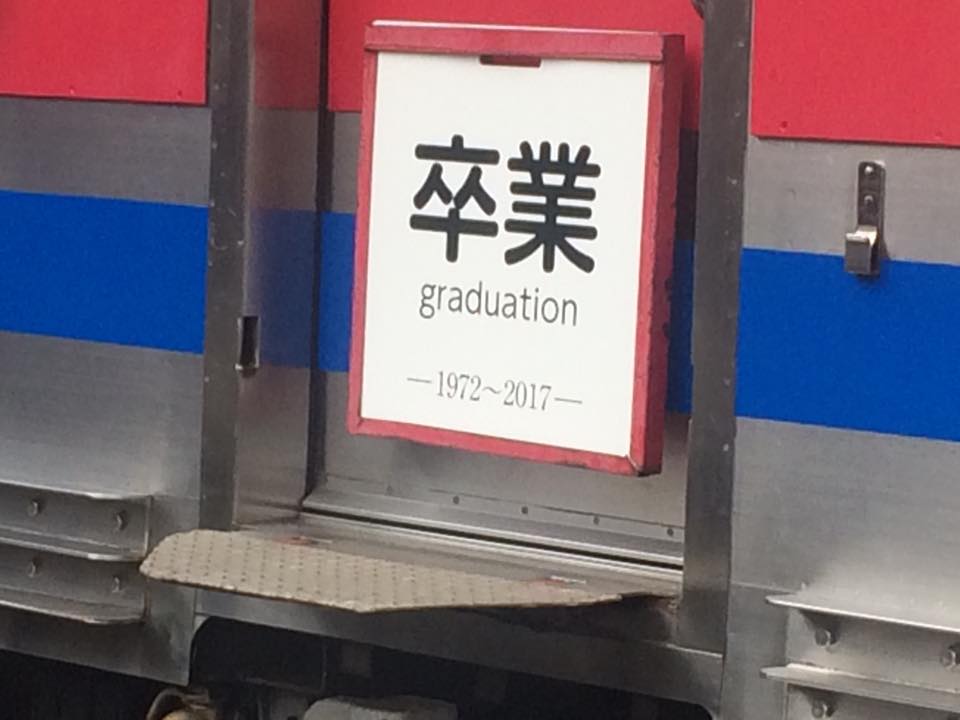 卒業
graduation
—1972～2017—